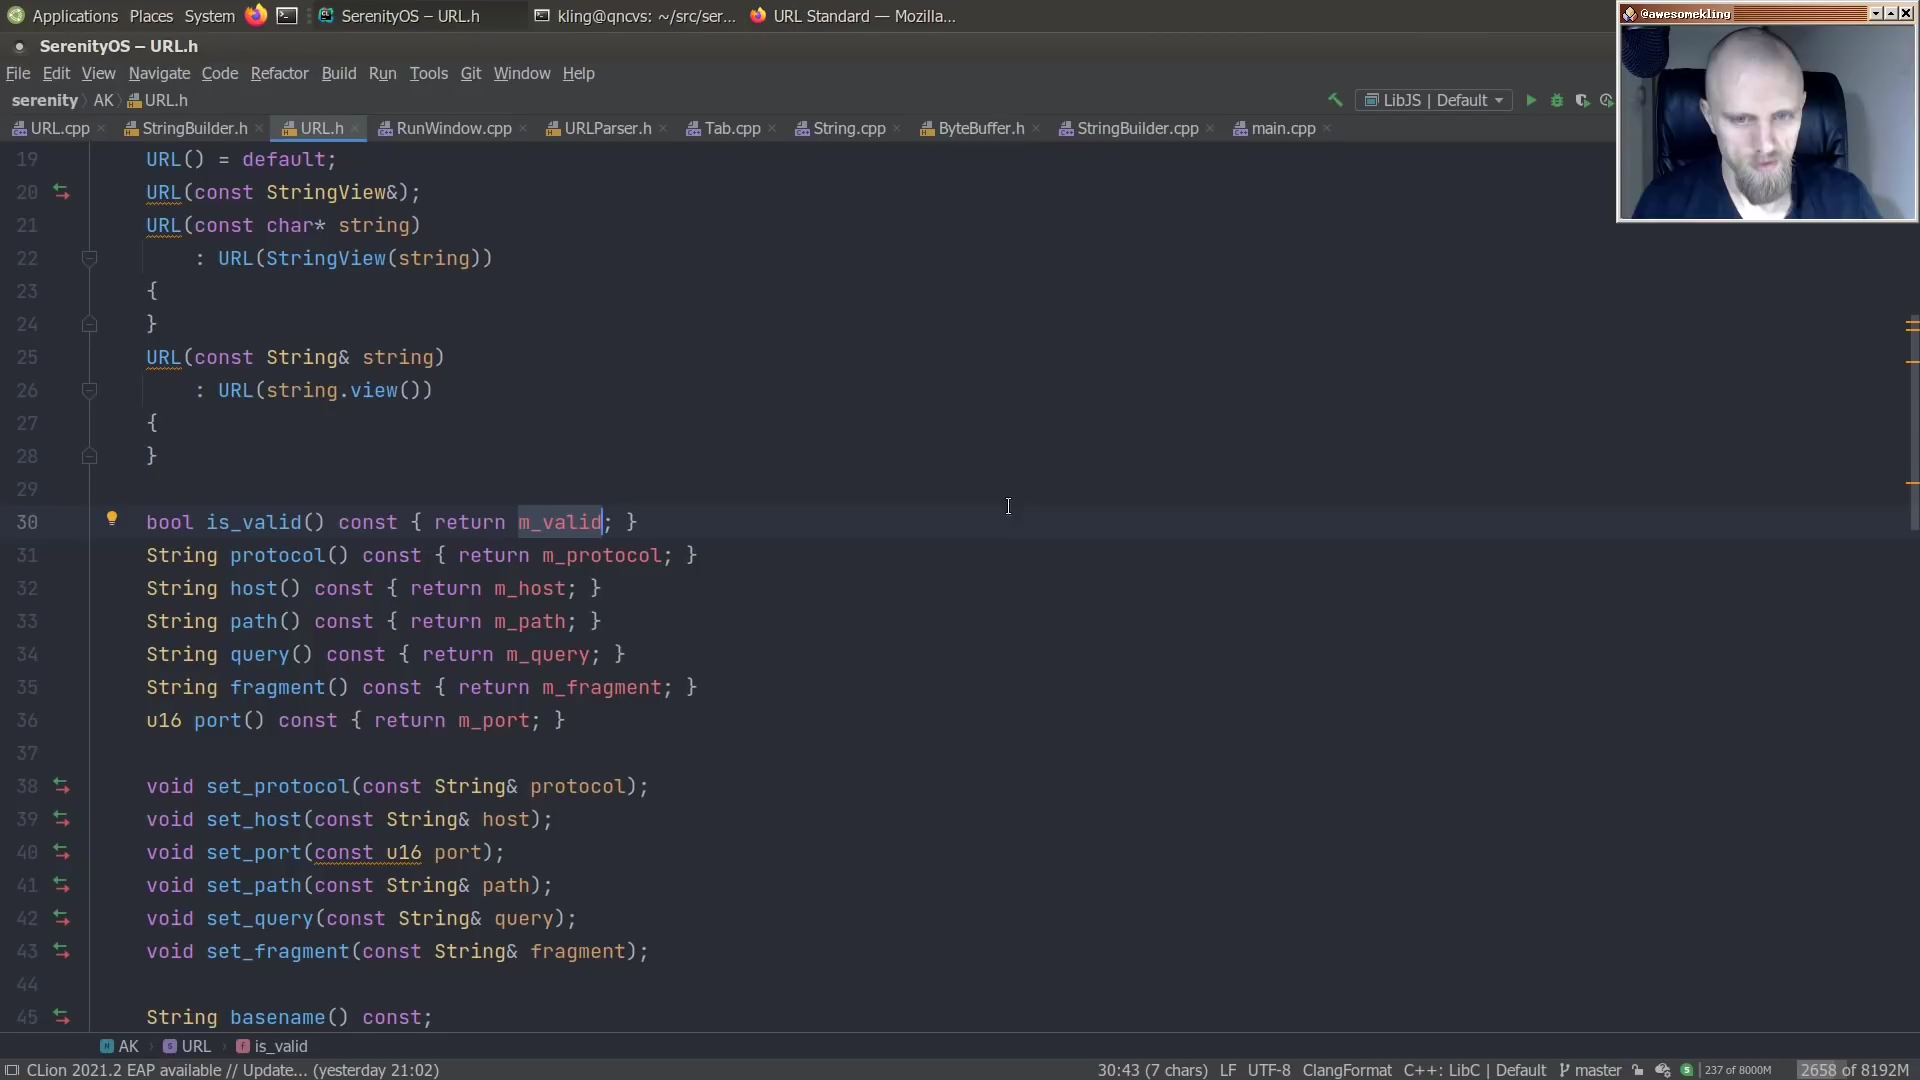 Applications Places System SerenityOS – URL.h kling@qncvs: ~/src/ser... URL Standard — Mozilla...
@awesomekling
SerenityOS – URL.h
File Edit View Navigate Code Refactor Build Run Tools Git Window Help
serenity AK URL.h LibJS | Default
URL.cpp StringBuilder.h URL.h RunWindow.cpp URLParser.h Tab.cpp String.cpp ByteBuffer.h StringBuilder.cpp main.cpp
19 URL() = default;
20 URL(const StringView&);
21 URL(const char* string)
22 : URL(StringView(string))
23 {
24 }
25 URL(const String& string)
26 : URL(string.view())
27 {
28 }
29
30 bool is_valid() const { return m_valid; }
31 String protocol() const { return m_protocol; }
32 String host() const { return m_host; }
33 String path() const { return m_path; }
34 String query() const { return m_query; }
35 String fragment() const { return m_fragment; }
36 u16 port() const { return m_port; }
37
38 void set_protocol(const String& protocol);
39 void set_host(const String& host);
40 void set_port(const u16 port);
41 void set_path(const String& path);
42 void set_query(const String& query);
43 void set_fragment(const String& fragment);
44
45 String basename() const;
AK URL is_valid
CLion 2021.2 EAP available // Update... (yesterday 21:02) 30:43 (7 chars) LF UTF-8 ClangFormat C++: LibC | Default master 237 of 8000M 2658 of 8192M